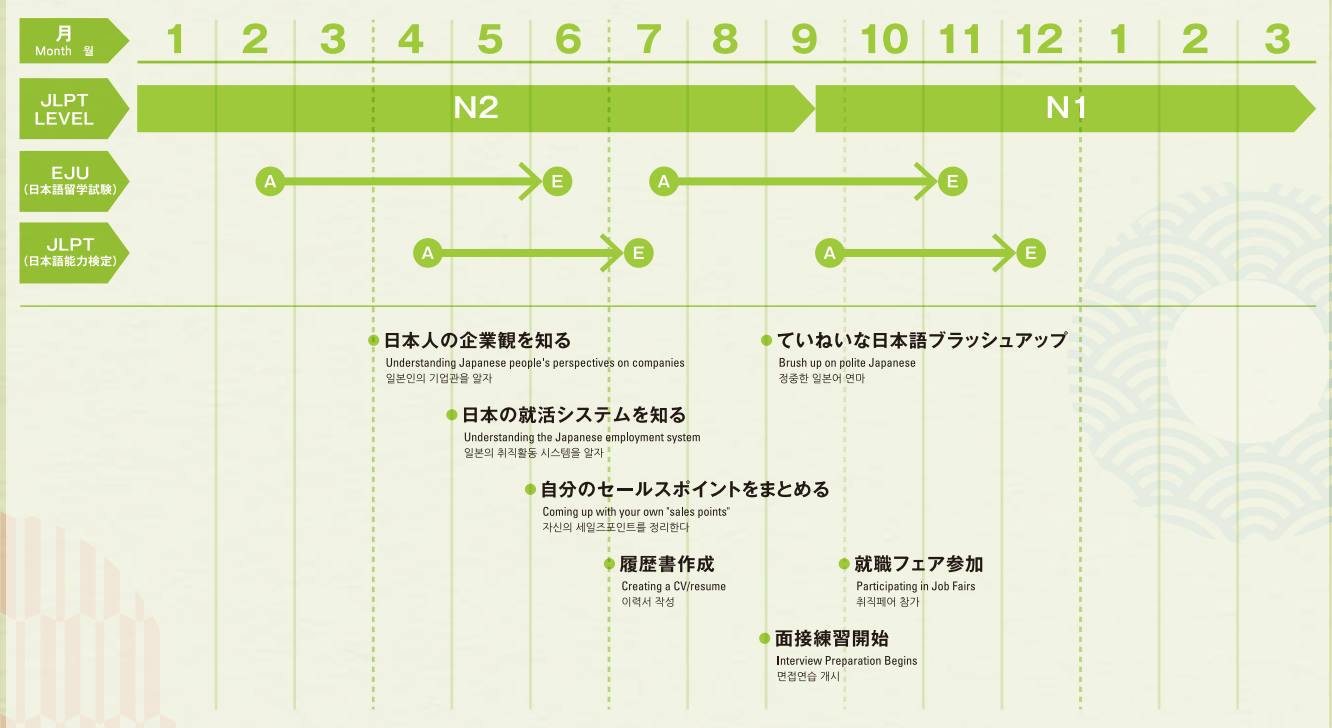 月
Month 월
1 2 3 4 5 6 7 8 9 10 11 12 1 2 3
JLPT
LEVEL
N2 N1
EJU
(日本語留学試験)
A E A E
JLPT
(日本語能力検定)
A E A E
日本人の企業観を知る
Understanding Japanese people's perspectives on companies
일본인의 기업관을 알자
ていねいな日本語ブラッシュアップ
Brush up on polite Japanese
정중한 일본어 연마
日本の就活システムを知る
Understanding the Japanese employment system
일본의 취직활동 시스템을 알자
自分のセールスポイントをまとめる
Coming up with your own "sales points"
자신의 세일즈포인트를 정리한다
履歴書作成
Creating a CV/resume
이력서 작성
就職フェア参加
Participating in Job Fairs
취직페어 참가
面接練習開始
Interview Preparation Begins
면접연습 개시